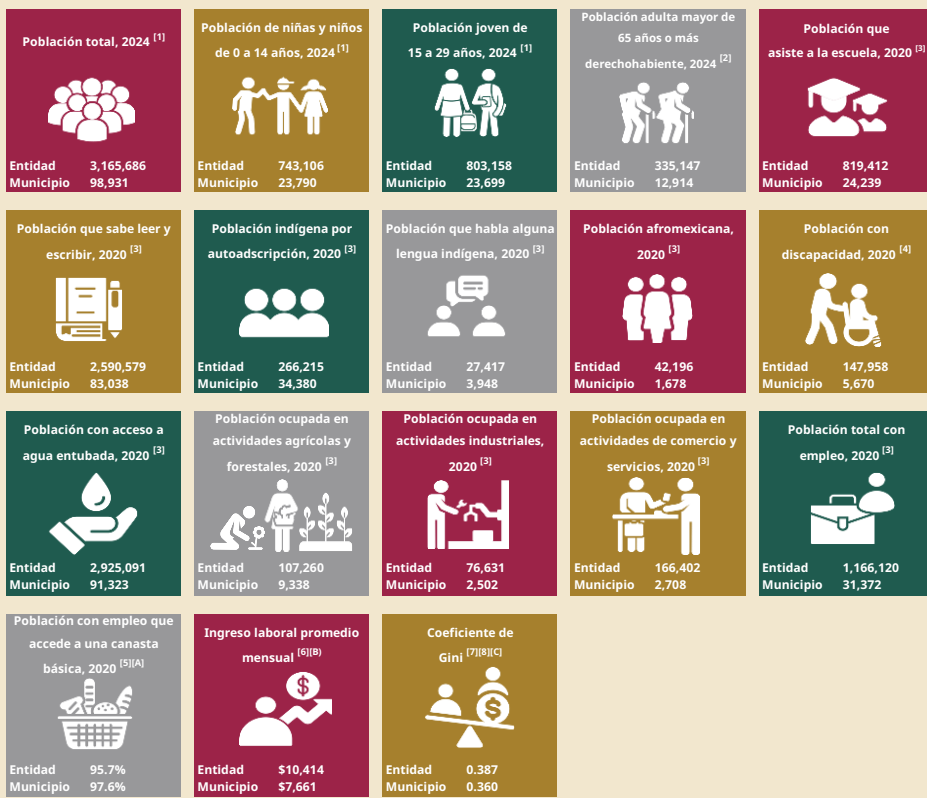 Población total, 2024 [1]
Entidad 3,165,686
Municipio 98,931
Población de niñas y niños
de 0 a 14 años, 2024 [1]
Entidad 743,106
Municipio 23,790
Población joven de
15 a 29 años, 2024 [1]
Entidad 803,158
Municipio 23,699
Población adulta mayor de
65 años o más
derechohabiente, 2024 [2]
Entidad 335,147
Municipio 12,914
Población que
asiste a la escuela, 2020 [3]
Entidad 819,412
Municipio 24,239
Población que sabe leer y
escribir, 2020 [3]
Entidad 2,590,579
Municipio 83,038
Población indígena por
autoadscripción, 2020 [3]
Entidad 266,215
Municipio 34,380
Población que habla alguna
lengua indígena, 2020 [3]
Entidad 27,417
Municipio 3,948
Población afromexicana,
2020 [3]
Entidad 42,196
Municipio 1,678
Población con
discapacidad, 2020 [4]
Entidad 147,958
Municipio 5,670
Población con acceso a
agua entubada, 2020 [3]
Entidad 2,925,091
Municipio 91,323
Población ocupada en
actividades agrícolas y
forestales, 2020 [3]
Entidad 107,260
Municipio 9,338
Población ocupada en
actividades industriales,
2020 [3]
Entidad 76,631
Municipio 2,502
Población ocupada en
actividades de comercio y
servicios, 2020 [3]
Entidad 166,402
Municipio 2,708
Población total con
empleo, 2020 [3]
Entidad 1,166,120
Municipio 31,372
Población con empleo que
accede a una canasta
básica, 2020 [5][A]
Entidad 95.7%
Municipio 97.6%
Ingreso laboral promedio
mensual [6][B]
$
Entidad $10,414
Municipio $7,661
Coeficiente de
Gini [7][8][C]
$
Entidad 0.387
Municipio 0.360